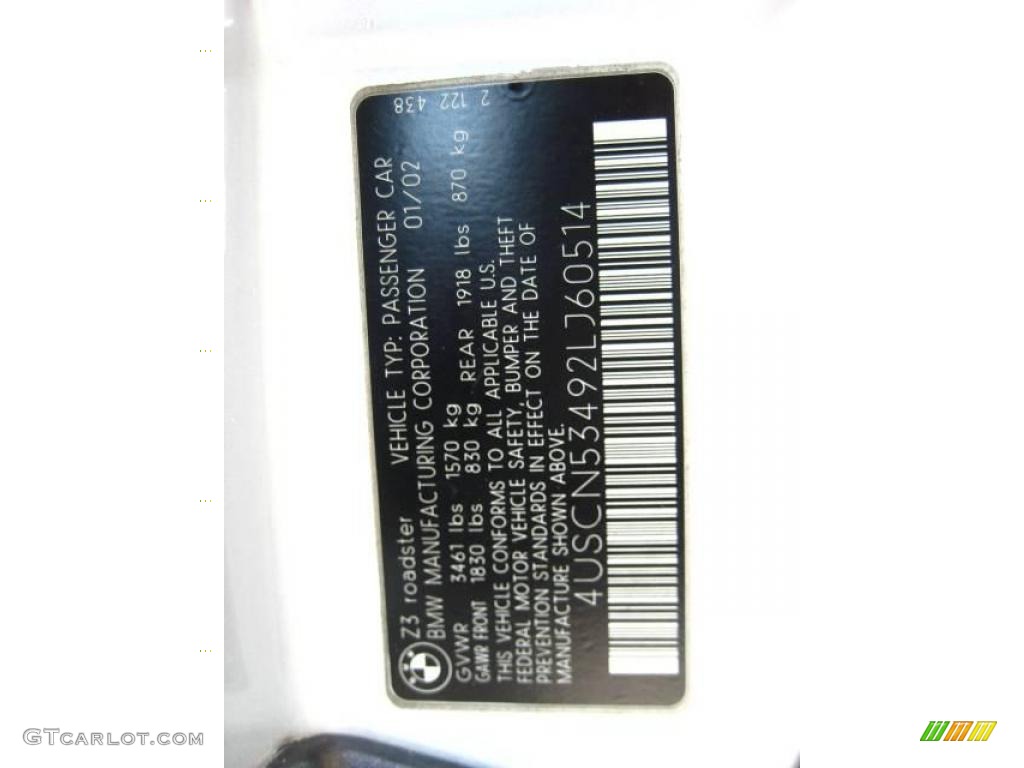 2 122 438
Z3 roadster VEHICLE TYP: PASSENGER CAR
BMW MANUFACTURING CORPORATION 01/02
GVWR 3461 lbs 1570 kg
GAWR FRONT 1830 lbs 830 kg REAR 1918 lbs 870 kg
THIS VEHICLE CONFORMS TO ALL APPLICABLE U.S.
FEDERAL MOTOR VEHICLE SAFETY, BUMPER AND THEFT
PREVENTION STANDARDS IN EFFECT ON THE DATE OF
MANUFACTURE SHOWN ABOVE.
4USCN53492LJ60514
GTCARLOT.COM